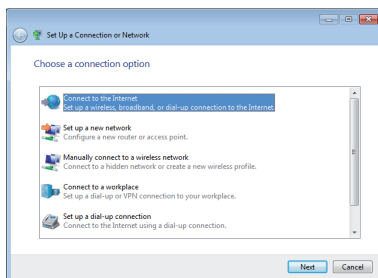 Set Up a Connection or Network
Choose a connection option
Connect to the Internet
Set up a wireless, broadband, or dial-up connection to the Internet.
Set up a new network
Configure a new router or access point.
Manually connect to a wireless network
Connect to a hidden network or create a new wireless profile.
Connect to a workplace
Set up a dial-up or VPN connection to your workplace.
Set up a dial-up connection
Connect to the Internet using a dial-up connection.
Next
Cancel